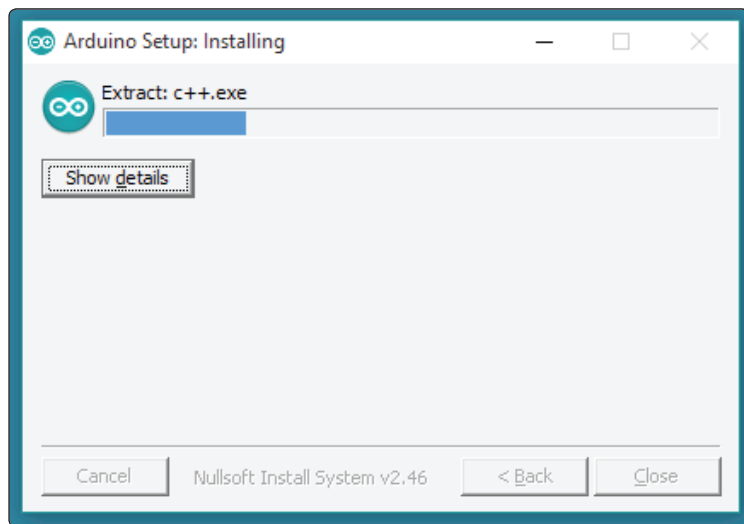 Arduino Setup: Installing
Extract: c++.exe
Show details
Cancel
Nullsoft Install System v2.46
< Back
Close